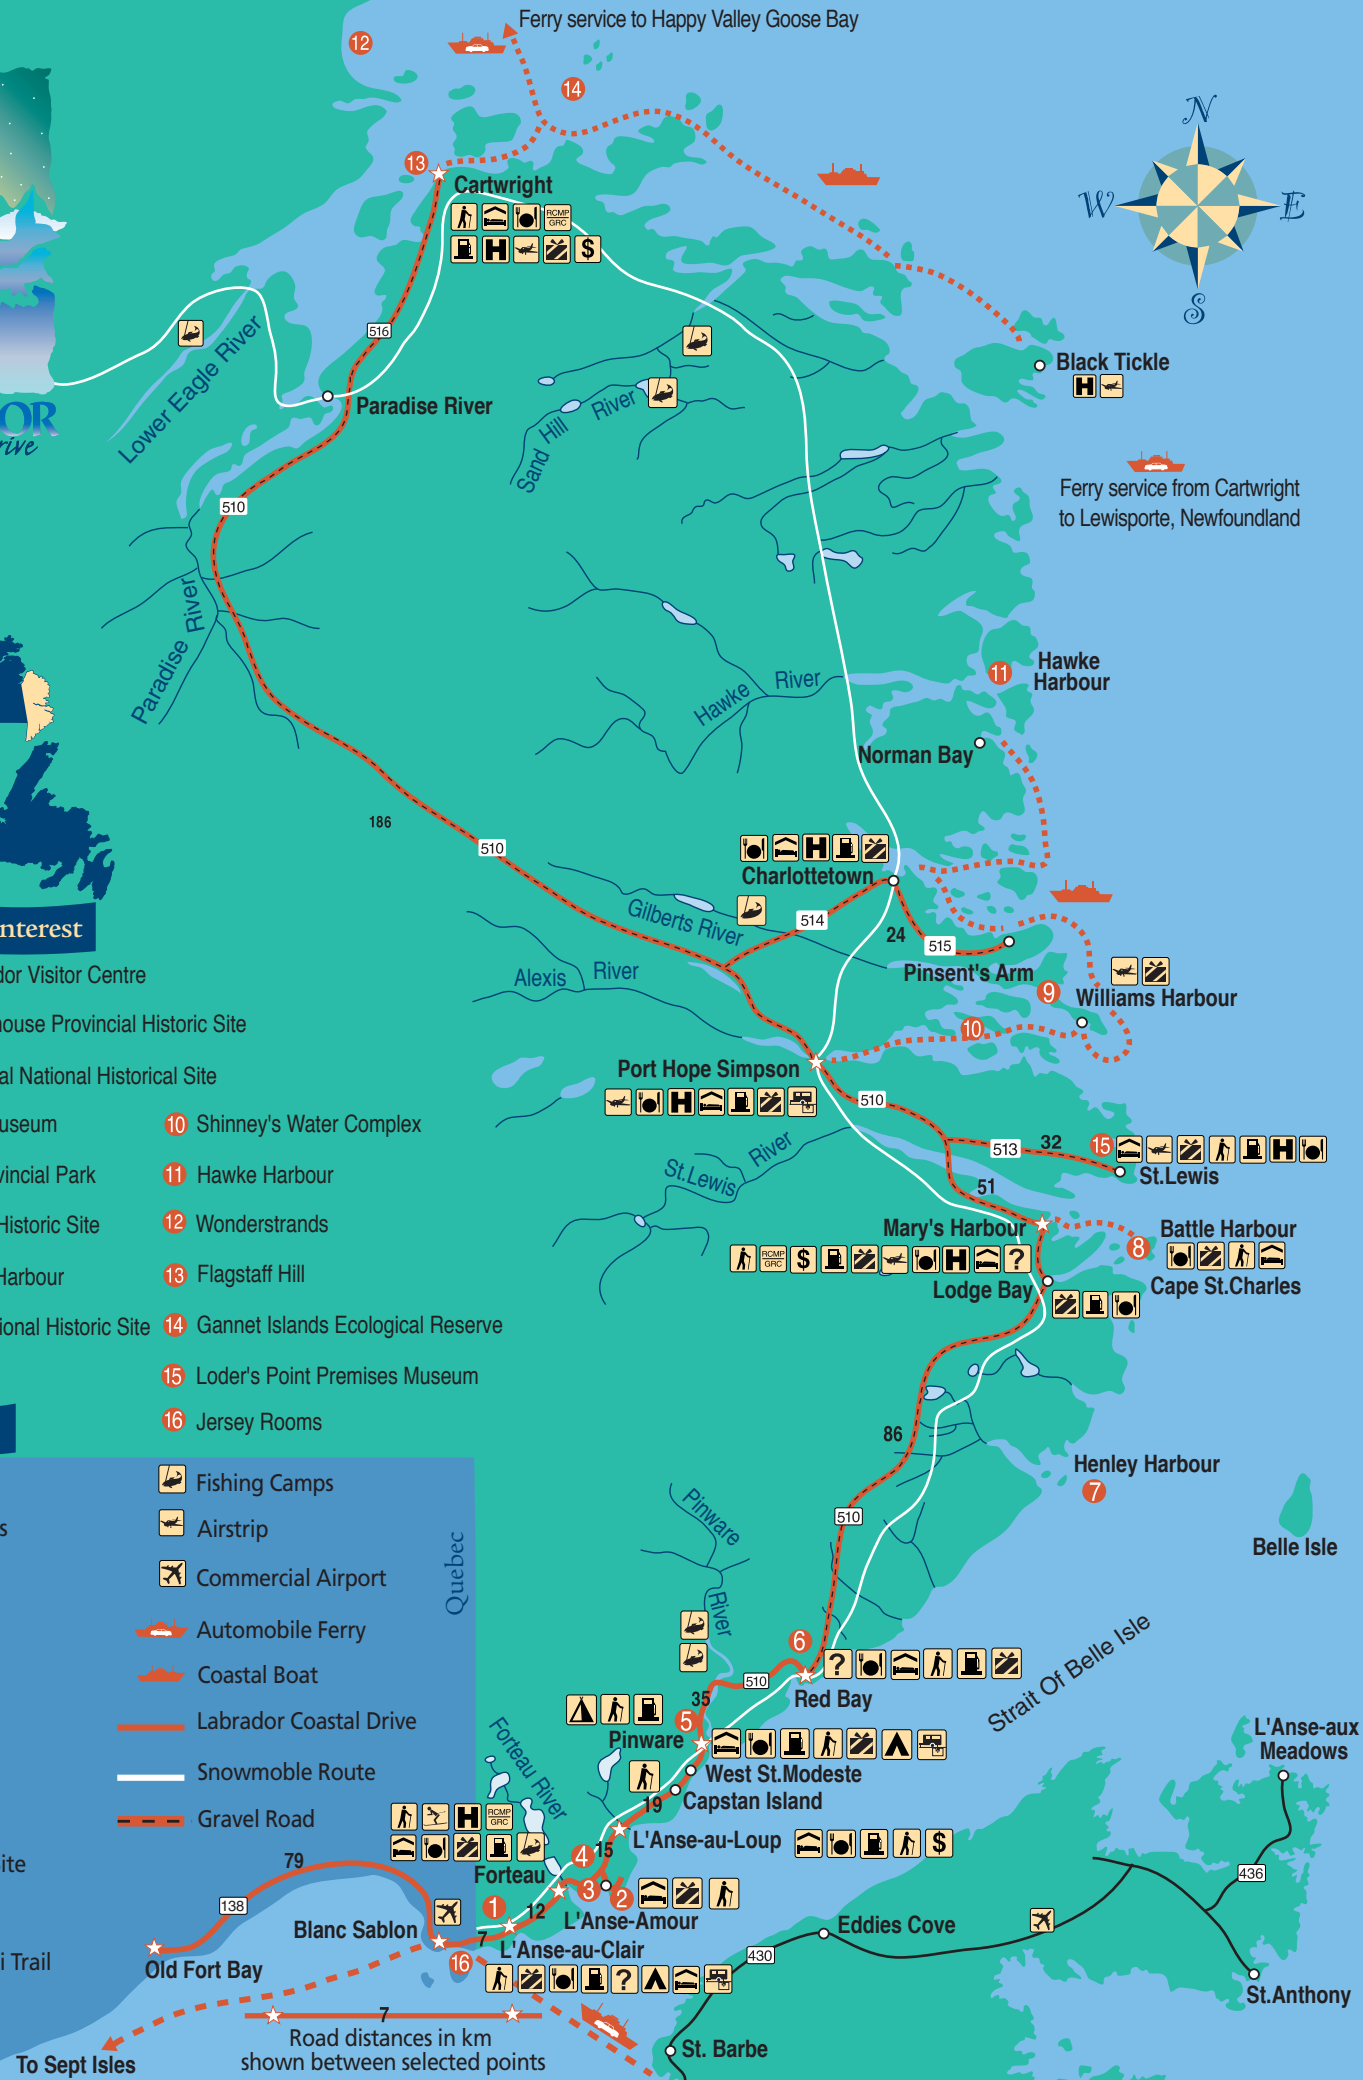 Ferry service to Happy Valley Goose Bay
12
14
N
W
E
S
13
Cartwright
RCMP
GRC
$
516
Lower Eagle River
Paradise River
OR
rive
Sand Hill River
Black Tickle
H
Ferry service from Cartwright
to Lewisporte, Newfoundland
510
Paradise River
11
Hawke
Harbour
Hawke River
Norman Bay
186
510
H
Charlottetown
Gilberts River
514
24
515
Pinsent's Arm
Alexis River
9
Williams Harbour
10
nterest
dor Visitor Centre
house Provincial Historic Site
al National Historical Site
useum
vincial Park
Historic Site
Harbour
ional Historic Site
10 Shinney's Water Complex
11 Hawke Harbour
12 Wonderstrands
13 Flagstaff Hill
14 Gannet Islands Ecological Reserve
15 Loder's Point Premises Museum
16 Jersey Rooms
Port Hope Simpson
H
510
St.Lewis River
513
32
15
H
St.Lewis
51
Mary's Harbour
RCMP
GRC
$
H
?
8
Battle Harbour
Cape St.Charles
Lodge Bay
86
Henley Harbour
7
Belle Isle
510
Fishing Camps
s
Airstrip
Commercial Airport
Automobile Ferry
Coastal Boat
Labrador Coastal Drive
Snowmoble Route
Gravel Road
Quebec
Pinware River
6
?
510
Red Bay
Strait Of Belle Isle
35
5
Pinware
West St.Modeste
Capstan Island
19
Forteau River
H
RCMP
GRC
L'Anse-au-Loup
$
15
4
Forteau
3
2
L'Anse-Amour
1
12
7
L'Anse-au-Clair
?
ite
i Trail
79
138
Blanc Sablon
16
Old Fort Bay
7
Road distances in km
shown between selected points
To Sept Isles
L'Anse-aux
Meadows
436
Eddies Cove
430
St.Anthony
St. Barbe